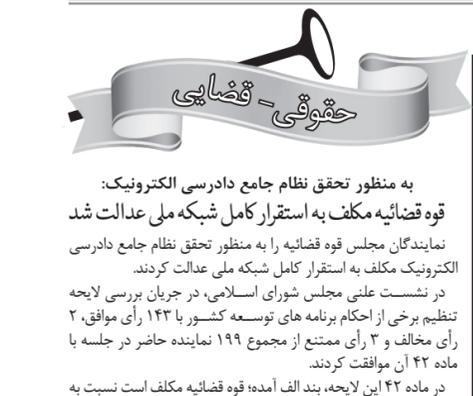 حقوقی - قضایی
به منظور تحقق نظام جامع دادرسی الکترونیک:
قوه قضائیه مکلف به استقرار کامل شبکه ملی عدالت شد
نمایندگان مجلس قوه قضائیه را به منظور تحقق نظام جامع دادرسی
الکترونیک مکلف به استقرار کامل شبکه ملی عدالت کردند.
در نشست علنی مجلس شورای اسلامی، در جریان بررسی لایحه
تنظیم برخی از احکام برنامه های توسعه کشور با ۱۴۳ رأی موافق، ۲
رأی مخالف و ۳ رأی ممتنع از مجموع ۱۹۹ نماینده حاضر در جلسه با
ماده ۴۲ آن موافقت کردند.
در ماده ۴۲ این لایحه، بند الف آمده؛ قوه قضائیه مکلف است نسبت به